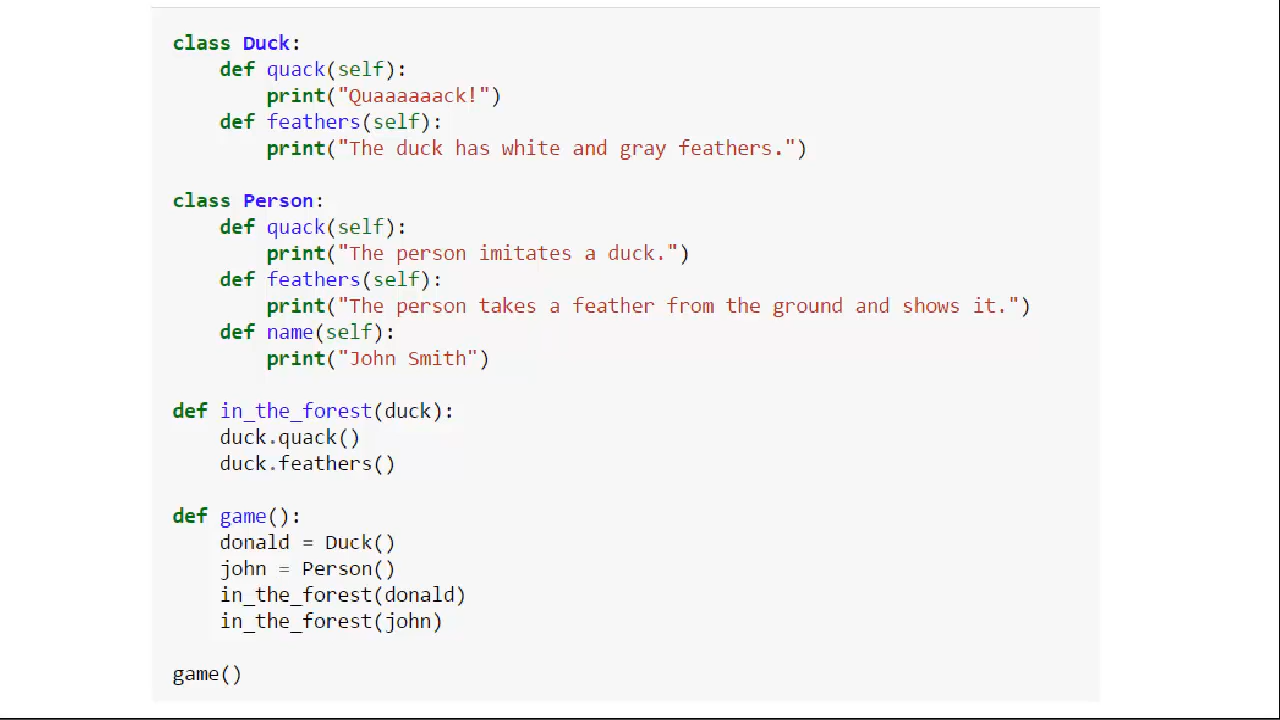 class Duck:
    def quack(self):
        print("Quaaaaaack!")
    def feathers(self):
        print("The duck has white and gray feathers.")

class Person:
    def quack(self):
        print("The person imitates a duck.")
    def feathers(self):
        print("The person takes a feather from the ground and shows it.")
    def name(self):
        print("John Smith")

def in_the_forest(duck):
    duck.quack()
    duck.feathers()

def game():
    donald = Duck()
    john = Person()
    in_the_forest(donald)
    in_the_forest(john)

game()